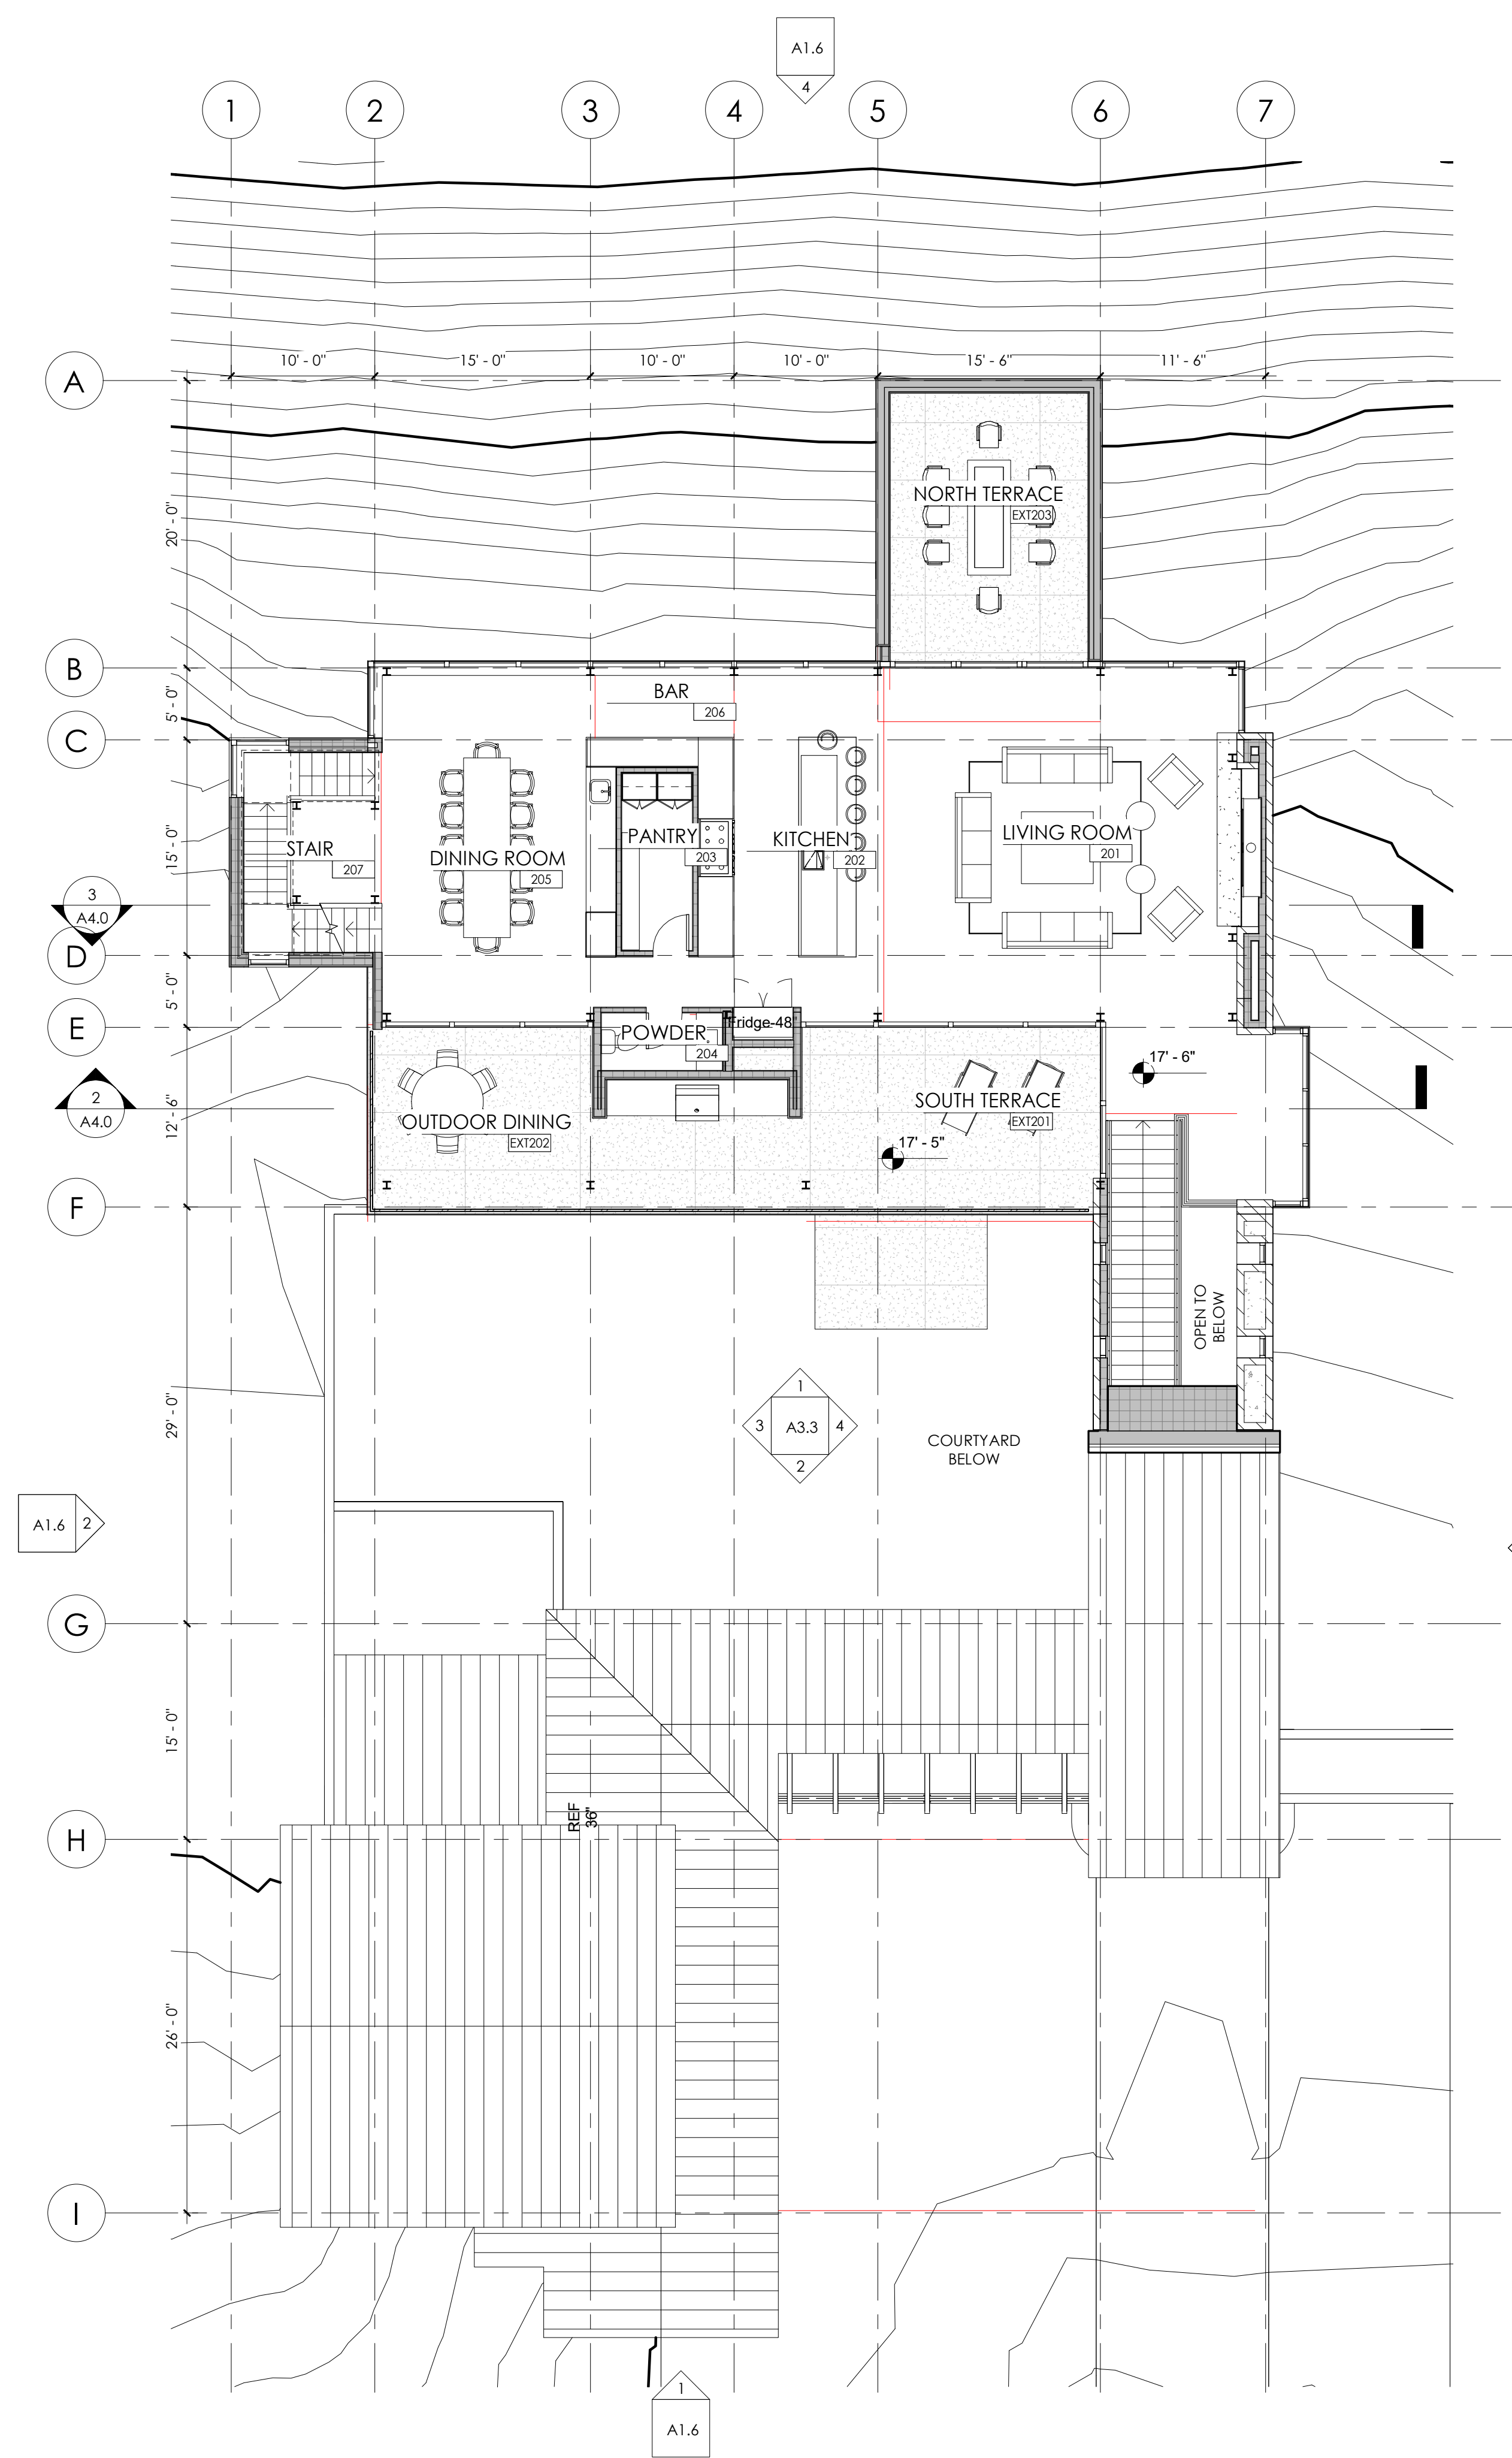 A1.6
4
1
2
3
4
5
6
7
10' - 0"
15' - 0"
10' - 0"
10' - 0"
15' - 6"
11' - 6"
A
NORTH TERRACE
EXT203
20' - 0"
B
5' - 0"
BAR
206
C
15' - 0"
STAIR
207
DINING ROOM
205
PANTRY
203
KITCHEN
202
LIVING ROOM
201
3
A4.0
D
5' - 0"
E
POWDER
204
Fridge-48
17' - 6"
2
A4.0
12' - 6"
OUTDOOR DINING
EXT202
SOUTH TERRACE
EXT201
17' - 5"
F
OPEN TO
BELOW
29' - 0"
1
3
A3.3
4
2
COURTYARD
BELOW
A1.6
2
G
15' - 0"
REF
36"
H
26' - 0"
I
1
A1.6